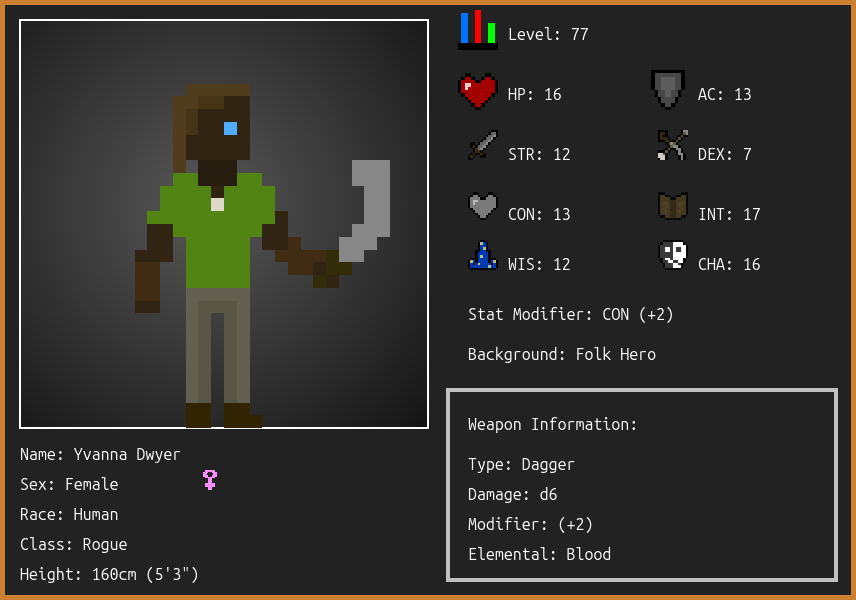 Level: 77
HP: 16
AC: 13
STR: 12
DEX: 7
CON: 13
INT: 17
WIS: 12
CHA: 16
Stat Modifier: CON (+2)
Background: Folk Hero
Weapon Information:
Type: Dagger
Damage: d6
Modifier: (+2)
Elemental: Blood
Name: Yvanna Dwyer
Sex: Female
Race: Human
Class: Rogue
Height: 160cm (5'3")